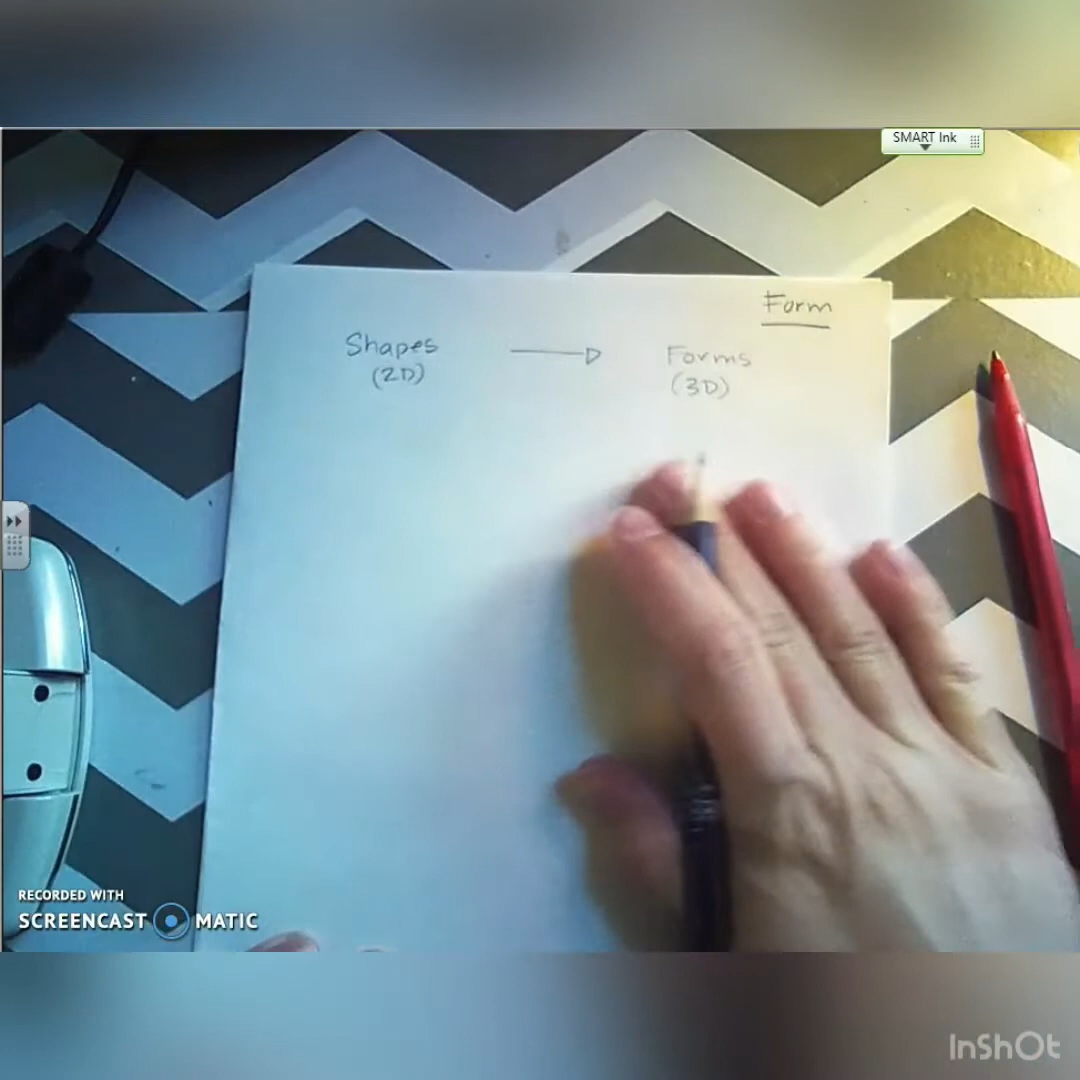 SMART Ink
Form
Shapes → Forms
(2D) (3D)
RECORDED WITH
SCREENCAST MATIC
InShOt